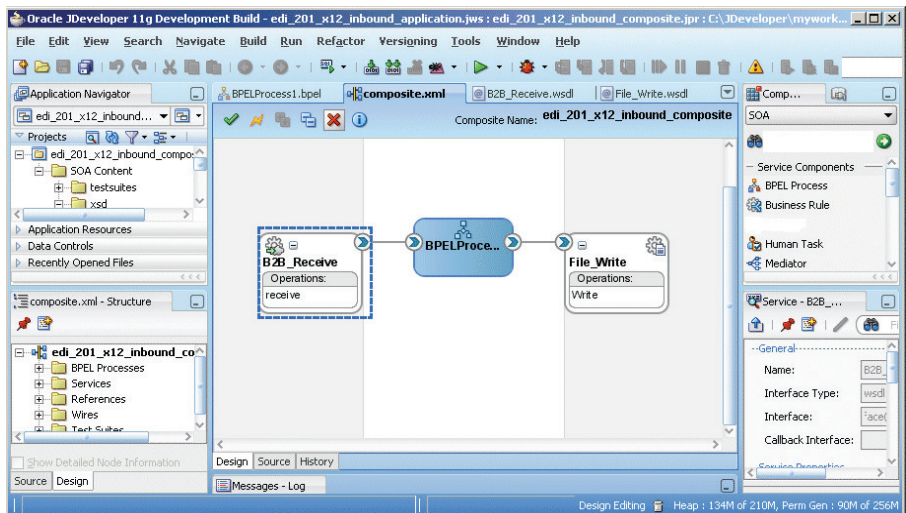 Oracle JDeveloper 11g Development Build - edi_201_x12_inbound_application.jws : edi_201_x12_inbound_composite.jpr : C:\JDeveloper\mywork...
File Edit View Search Navigate Build Run Refactor Versioning Tools Window Help
Application Navigator
edi_201_x12_inbound...
Projects
edi_201_x12_inbound_compo
SOA Content
testsuites
xsd
Application Resources
Data Controls
Recently Opened Files
composite.xml - Structure
edi_201_x12_inbound_co
BPEL Processes
Services
References
Wires
Test Suites
Show Detailed Node Information
Source Design
BPELProcess1.bpel composite.xml B2B_Receive.wsdl File_Write.wsdl
Composite Name: edi_201_x12_inbound_composite
B2B_Receive
Operations:
receive
BPELProce...
File_Write
Operations:
Write
Design Source History
Messages - Log
Comp...
SOA
Service Components
BPEL Process
Business Rule
Human Task
Mediator
Service - B2B_...
General
Name: B2B_
Interface Type: wsdl
Interface:
Callback Interface:
Service Properties
Design Editing Heap : 134M of 210M, Perm Gen : 90M of 256M